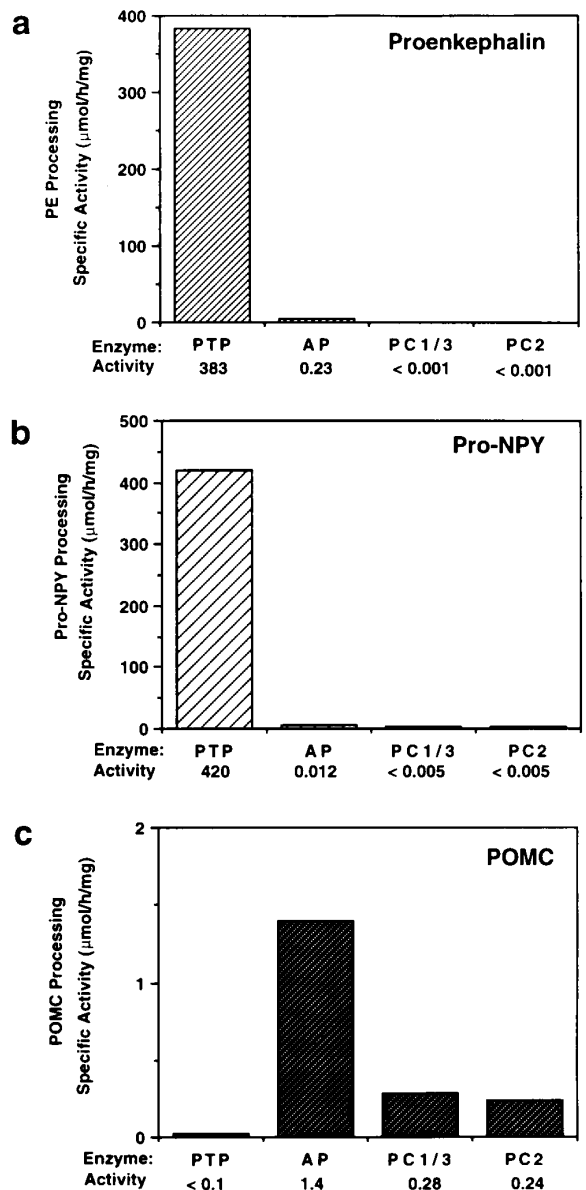 a
Proenkephalin
PE Processing
Specific Activity (μmol/h/mg)
400
300
200
100
0
Enzyme: PTP AP PC1/3 PC2
Activity 383 0.23 < 0.001 < 0.001
b
Pro-NPY
Pro-NPY Processing
Specific Activity (μmol/h/mg)
500
400
300
200
100
0
Enzyme: PTP AP PC1/3 PC2
Activity 420 0.012 < 0.005 < 0.005
c
POMC
POMC Processing
Specific Activity (μmol/h/mg)
2
1
0
Enzyme: PTP AP PC1/3 PC2
Activity < 0.1 1.4 0.28 0.24